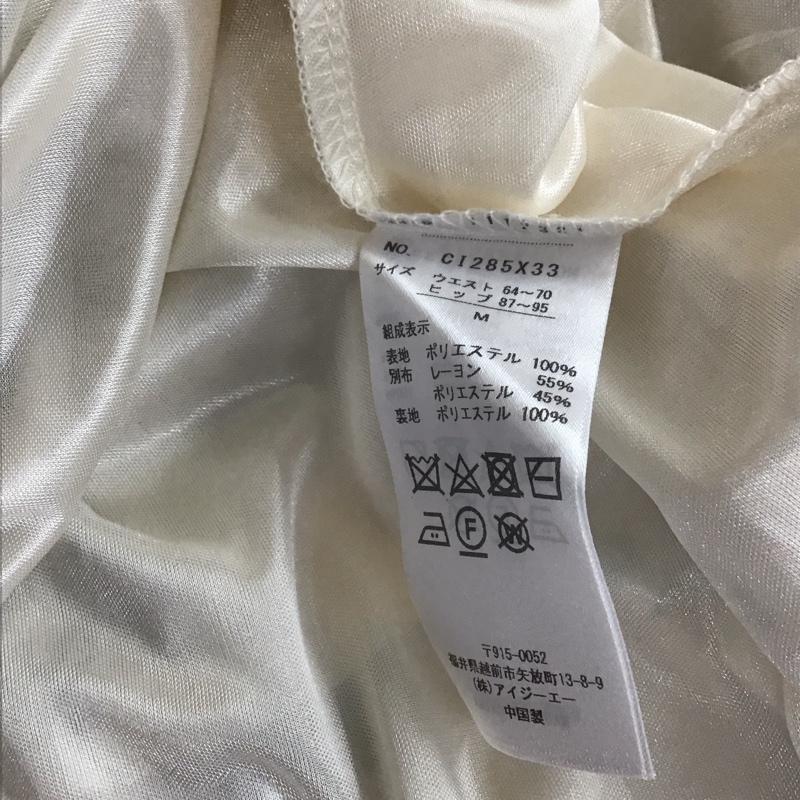 NO. CI285X33
サイズ ウエスト 64～70
ヒップ 87～95
M
組成表示
表地 ポリエステル 100%
別布 レーヨン 55%
ポリエステル 45%
裏地 ポリエステル 100%
F
W
〒915-0052
福井県越前市矢放町13-8-9
(株)アイジーエー
中国製